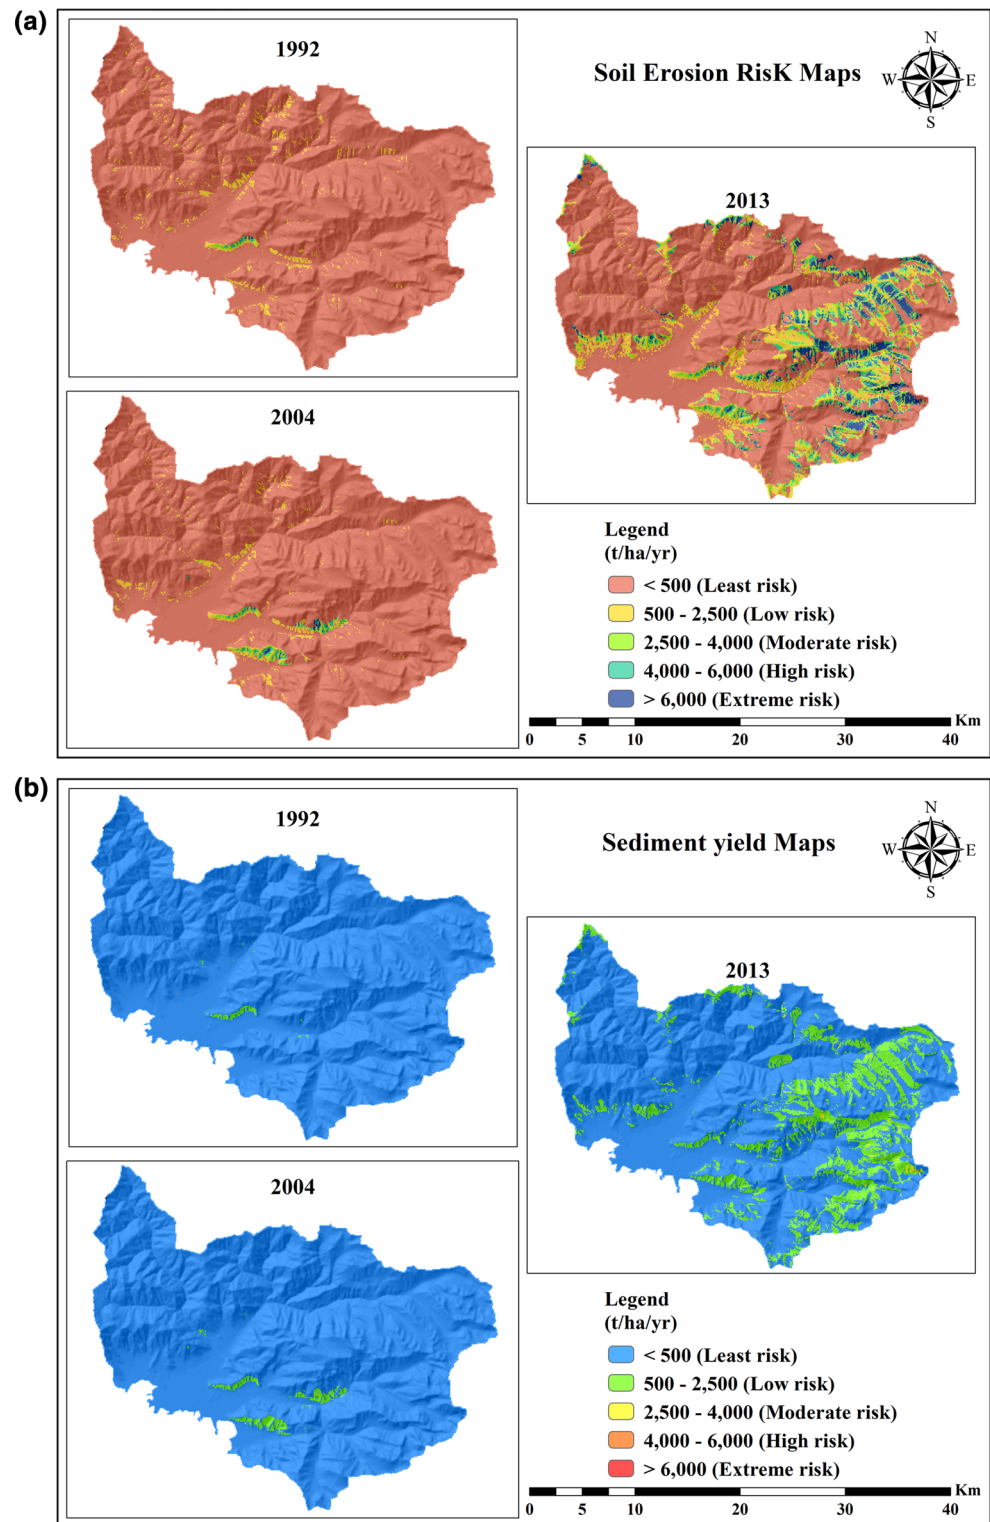 (a)
1992
Soil Erosion RisK Maps
N
W E
S
2013
2004
Legend
(t/ha/yr)
< 500 (Least risk)
500 - 2,500 (Low risk)
2,500 - 4,000 (Moderate risk)
4,000 - 6,000 (High risk)
> 6,000 (Extreme risk)
Km
0 5 10 20 30 40
(b)
1992
Sediment yield Maps
N
W E
S
2013
2004
Legend
(t/ha/yr)
< 500 (Least risk)
500 - 2,500 (Low risk)
2,500 - 4,000 (Moderate risk)
4,000 - 6,000 (High risk)
> 6,000 (Extreme risk)
Km
0 5 10 20 30 40